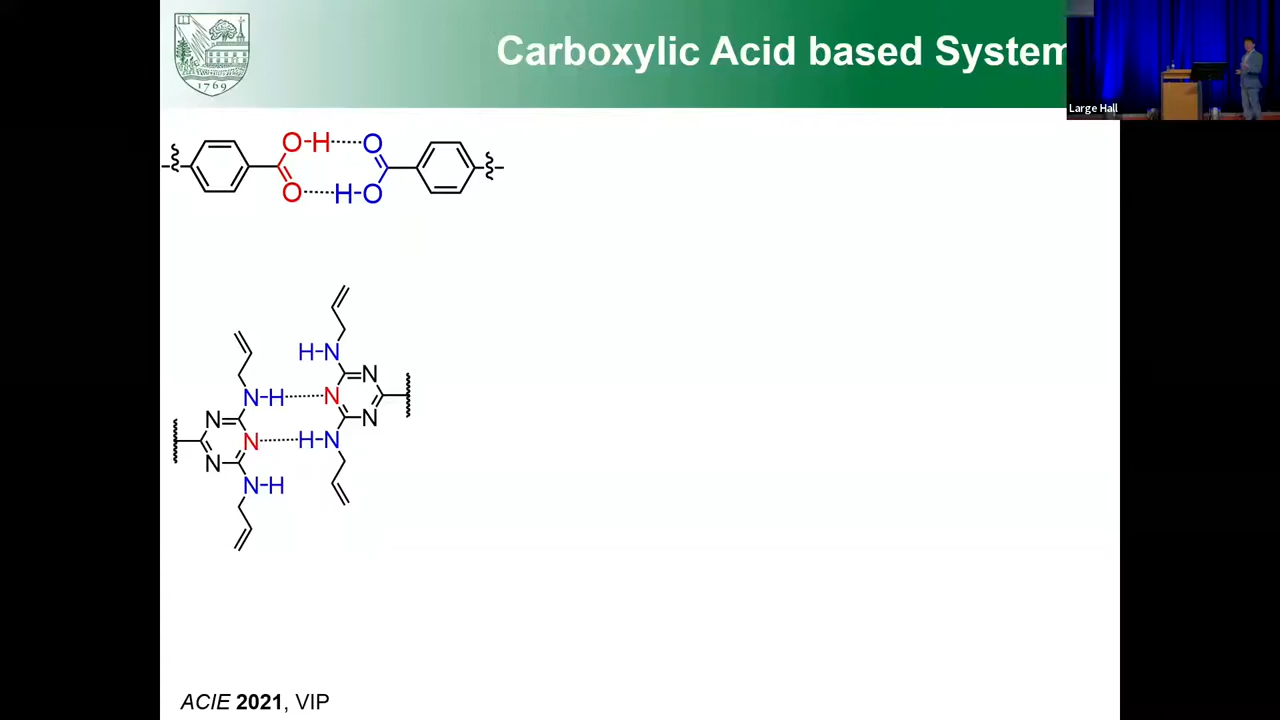 Carboxylic Acid based System
Large Hall
1769
O-H O
O H-O
H-N N
N-H N
N N
N H-N
N
N-H
ACIE 2021, VIP